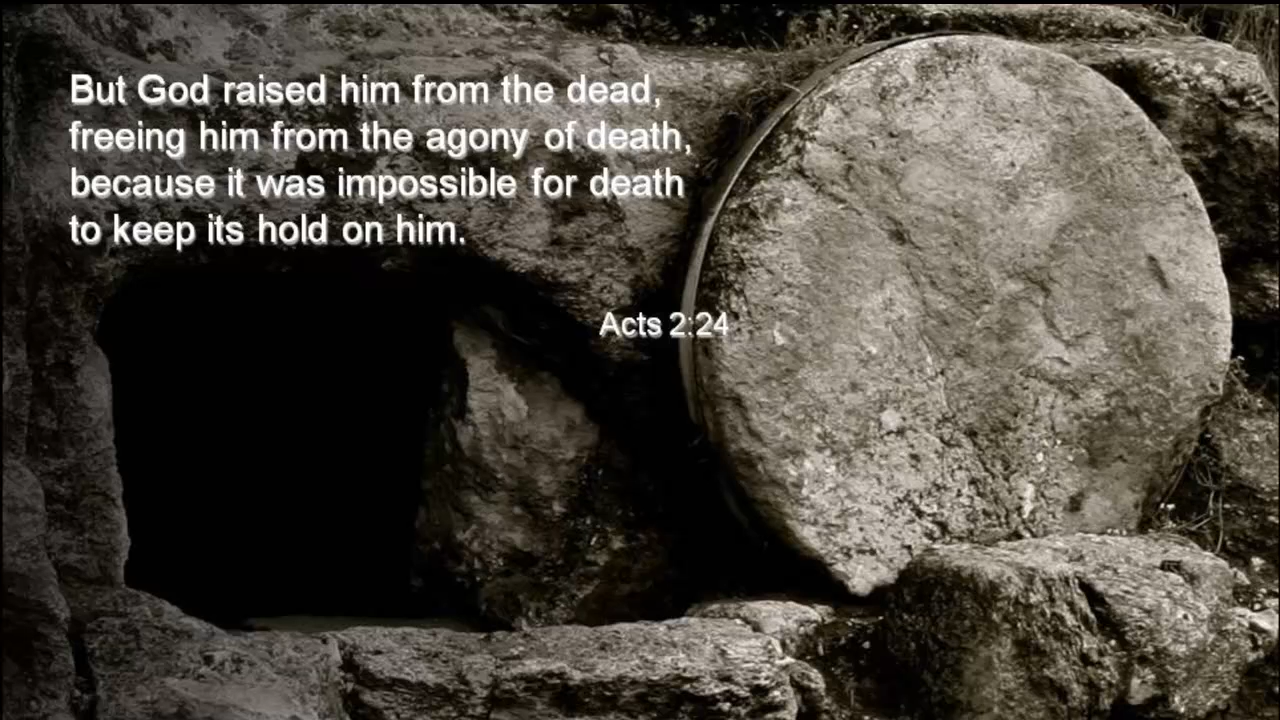 But God raised him from the dead,
freeing him from the agony of death,
because it was impossible for death
to keep its hold on him.
Acts 2:24